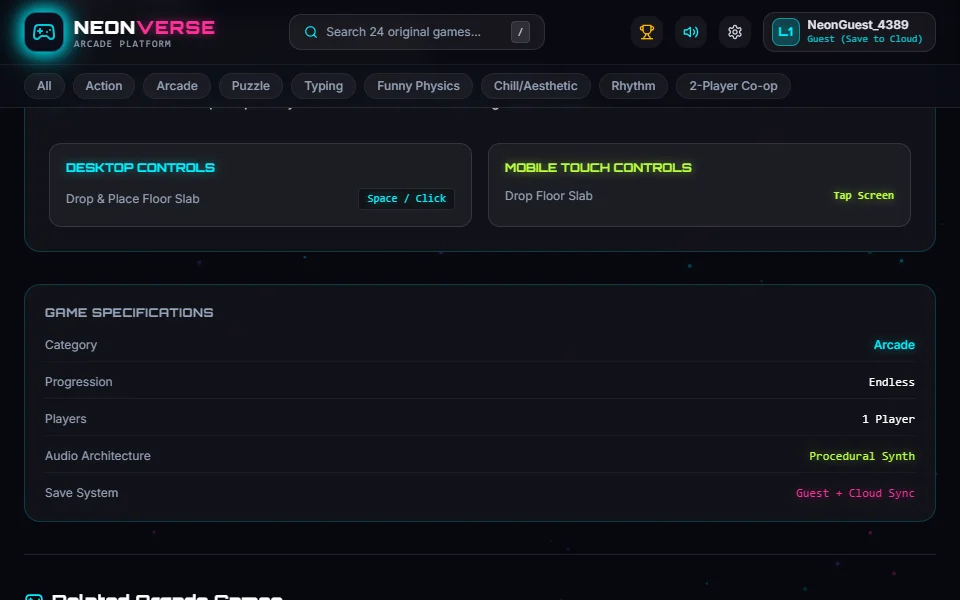 NEONVERSE
ARCADE PLATFORM
Search 24 original games... /
L1
NeonGuest_4389
Guest (Save to Cloud)
All Action Arcade Puzzle Typing Funny Physics Chill/Aesthetic Rhythm 2-Player Co-op
DESKTOP CONTROLS
Drop & Place Floor Slab Space / Click
MOBILE TOUCH CONTROLS
Drop Floor Slab Tap Screen
GAME SPECIFICATIONS
Category Arcade
Progression Endless
Players 1 Player
Audio Architecture Procedural Synth
Save System Guest + Cloud Sync
Related Arcade Games